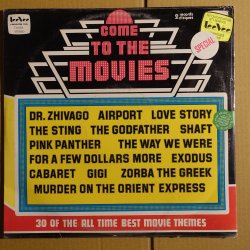 COME
TO THE
MOVIES
SPECIAL
DR. ZHIVAGO AIRPORT LOVE STORY
THE STING THE GODFATHER SHAFT
PINK PANTHER THE WAY WE WERE
FOR A FEW DOLLARS MORE EXODUS
CABARET GIGI ZORBA THE GREEK
MURDER ON THE ORIENT EXPRESS
30 OF THE ALL TIME BEST MOVIE THEMES